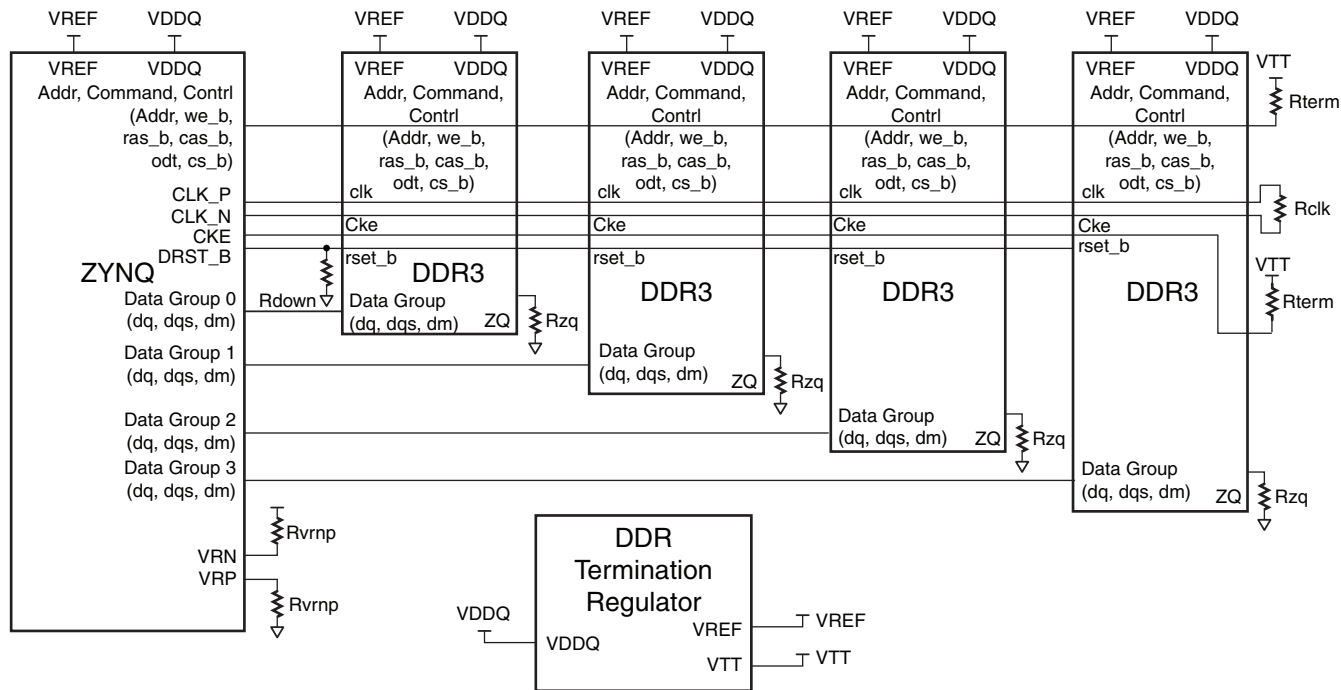 VREF VDDQ VREF VDDQ VREF VDDQ VREF VDDQ VREF VDDQ
VREF VDDQ VREF VDDQ VREF VDDQ VREF VDDQ VREF VDDQ
Addr, Command,
Contrl
(Addr, we_b,
ras_b, cas_b,
odt, cs_b)
CLK_P
CLK_N
CKE
DRST_B
ZYNQ
Data Group 0
(dq, dqs, dm)
Data Group 1
(dq, dqs, dm)
Data Group 2
(dq, dqs, dm)
Data Group 3
(dq, dqs, dm)
VRN
VRP
Rvrnp
Rvrnp
Rdown
Addr, Command,
Contrl
(Addr, we_b,
ras_b, cas_b,
odt, cs_b)
clk
Cke
rset_b
DDR3
Data Group
(dq, dqs, dm)
ZQ
Rzq
Addr, Command,
Contrl
(Addr, we_b,
ras_b, cas_b,
odt, cs_b)
clk
Cke
rset_b
DDR3
Data Group
(dq, dqs, dm)
ZQ
Rzq
Addr, Command,
Contrl
(Addr, we_b,
ras_b, cas_b,
odt, cs_b)
clk
Cke
rset_b
DDR3
Data Group
(dq, dqs, dm)
ZQ
Rzq
Addr, Command,
Contrl
(Addr, we_b,
ras_b, cas_b,
odt, cs_b)
clk
Cke
rset_b
DDR3
Data Group
(dq, dqs, dm)
ZQ
Rzq
VTT
Rterm
Rclk
VTT
Rterm
DDR
Termination
Regulator
VDDQ
VDDQ
VREF
VREF
VTT
VTT